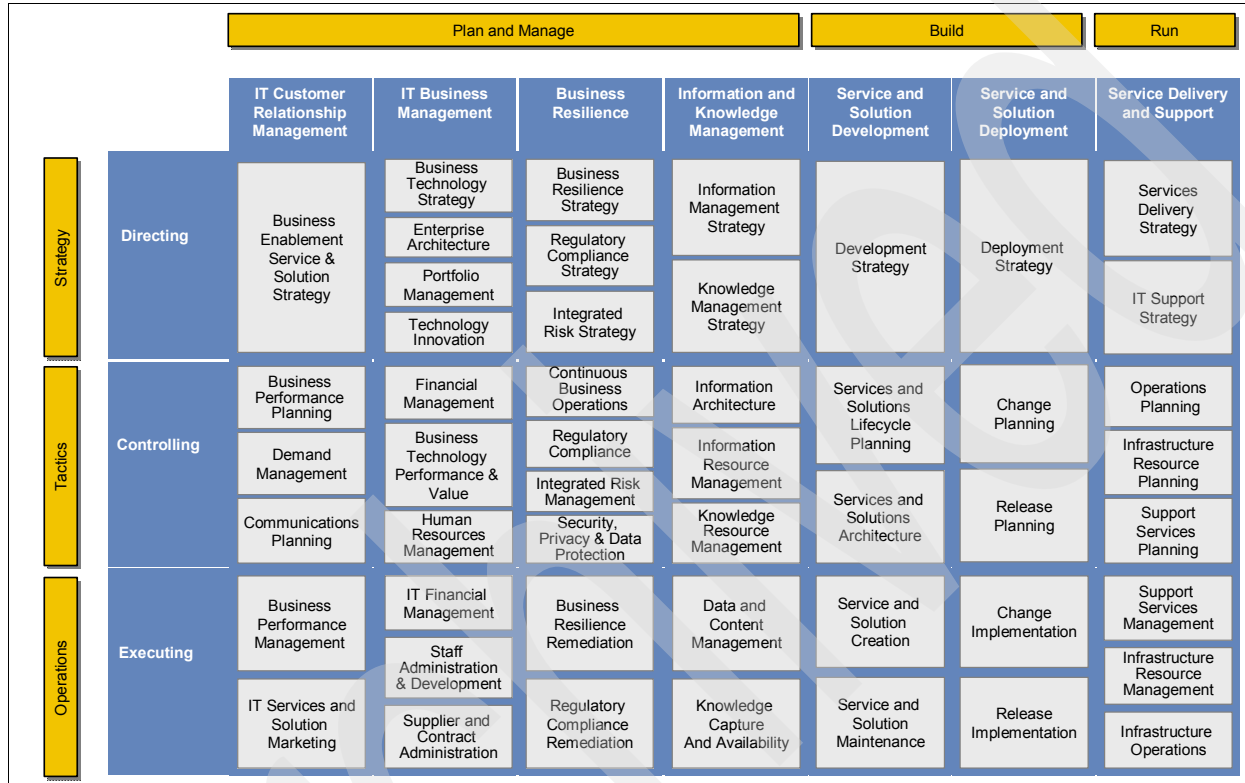 Plan and Manage
Build
Run
IT Customer
Relationship
Management
IT Business
Management
Business
Resilience
Information and
Knowledge
Management
Service and
Solution
Development
Service and
Solution
Deployment
Service Delivery
and Support
Strategy
Directing
Business
Enablement
Service &
Solution
Strategy
Business
Technology
Strategy
Enterprise
Architecture
Portfolio
Management
Technology
Innovation
Business
Resilience
Strategy
Regulatory
Compliance
Strategy
Integrated
Risk Strategy
Information
Management
Strategy
Knowledge
Management
Strategy
Development
Strategy
Deployment
Strategy
Services
Delivery
Strategy
IT Support
Strategy
Tactics
Controlling
Business
Performance
Planning
Demand
Management
Communications
Planning
Financial
Management
Business
Technology
Performance &
Value
Human
Resources
Management
Continuous
Business
Operations
Regulatory
Compliance
Integrated Risk
Management
Security,
Privacy & Data
Protection
Information
Architecture
Information
Resource
Management
Knowledge
Resource
Management
Services and
Solutions
Lifecycle
Planning
Services and
Solutions
Architecture
Change
Planning
Release
Planning
Operations
Planning
Infrastructure
Resource
Planning
Support
Services
Planning
Operations
Executing
Business
Performance
Management
IT Services and
Solution
Marketing
IT Financial
Management
Staff
Administration
& Development
Supplier and
Contract
Administration
Business
Resilience
Remediation
Regulatory
Compliance
Remediation
Data and
Content
Management
Knowledge
Capture
And Availability
Service and
Solution
Creation
Service and
Solution
Maintenance
Change
Implementation
Release
Implementation
Support
Services
Management
Infrastructure
Resource
Management
Infrastructure
Operations